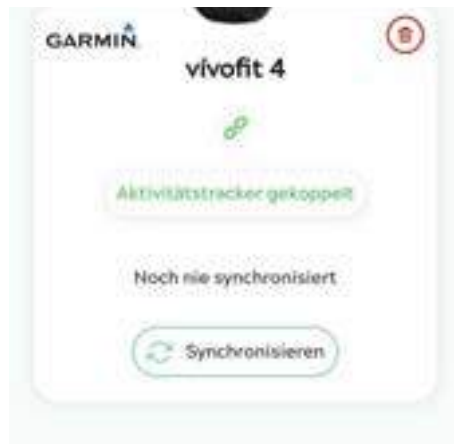 GARMIN
vívofit 4
Aktivitätstracker gekoppelt
Noch nie synchronisiert
Synchronisieren